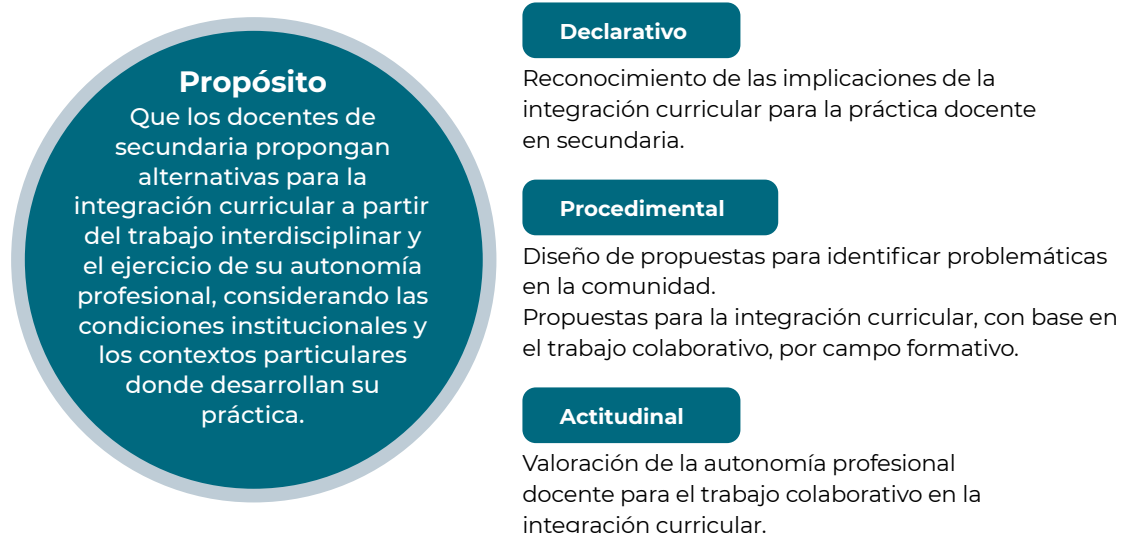 Propósito
Que los docentes de
secundaria propongan
alternativas para la
integración curricular a partir
del trabajo interdisciplinar y
el ejercicio de su autonomía
profesional, considerando las
condiciones institucionales y
los contextos particulares
donde desarrollan su
práctica.
Declarativo
Reconocimiento de las implicaciones de la
integración curricular para la práctica docente
en secundaria.
Procedimental
Diseño de propuestas para identificar problemáticas
en la comunidad.
Propuestas para la integración curricular, con base en
el trabajo colaborativo, por campo formativo.
Actitudinal
Valoración de la autonomía profesional
docente para el trabajo colaborativo en la
integración curricular.